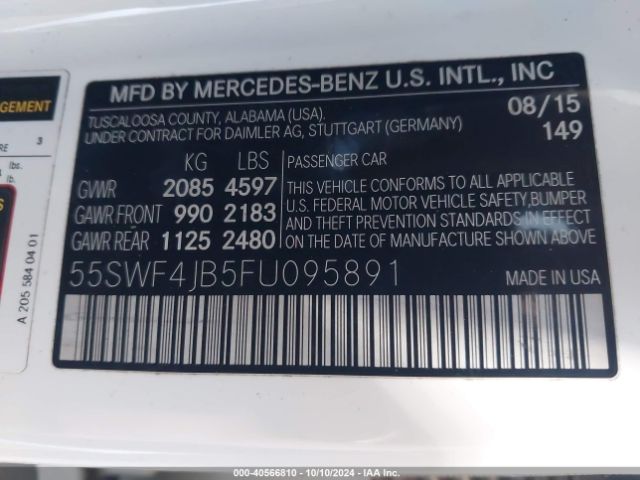 MFD BY MERCEDES-BENZ U.S. INTL., INC
TUSCALOOSA COUNTY, ALABAMA (USA).
UNDER CONTRACT FOR DAIMLER AG, STUTTGART (GERMANY)
08/15
149
KG LBS
GVWR 2085 4597
GAWR FRONT 990 2183
GAWR REAR 1125 2480
PASSENGER CAR
THIS VEHICLE CONFORMS TO ALL APPLICABLE
U.S. FEDERAL MOTOR VEHICLE SAFETY, BUMPER
AND THEFT PREVENTION STANDARDS IN EFFECT
ON THE DATE OF MANUFACTURE SHOWN ABOVE.
55SWF4JB5FU095891
MADE IN USA
3
lbs.
lb.
A 205 584 04 01
000-40566810 - 10/10/2024 - IAA Inc.